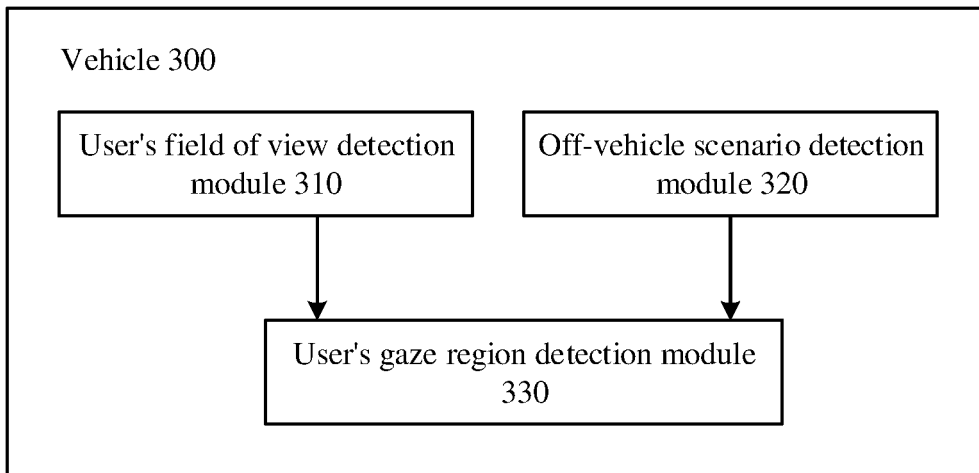 Vehicle 300
User's field of view detection
module 310
Off-vehicle scenario detection
module 320
User's gaze region detection module
330